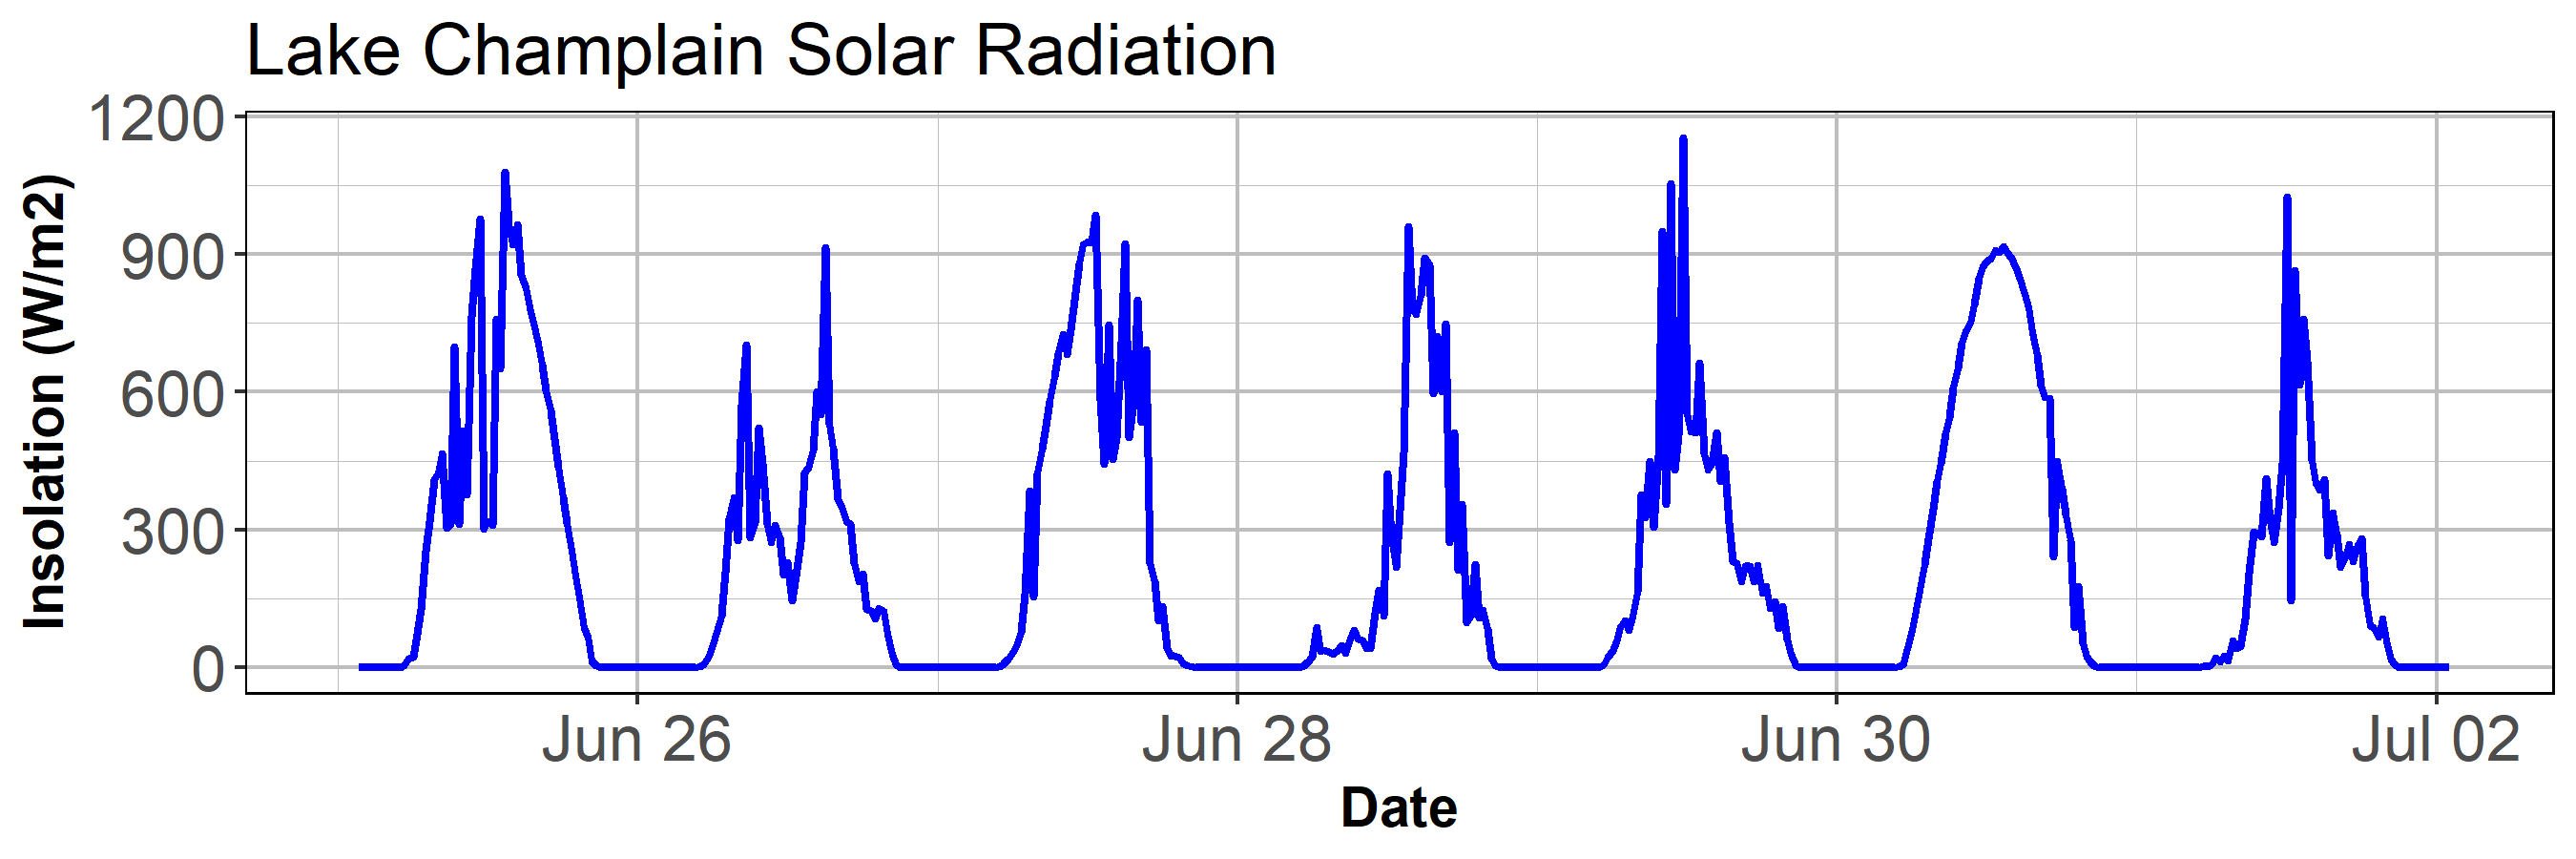 Lake Champlain Solar Radiation
1200
900
600
300
0
Insolation (W/m2)
Jun 26
Jun 28
Jun 30
Jul 02
Date